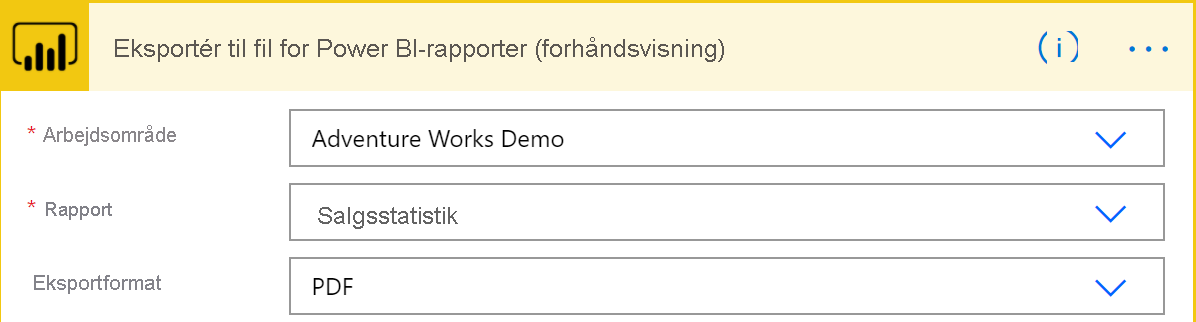 Eksportér til fil for Power BI-rapporter (forhåndsvisning) (i) ...
* Arbejdsområde Adventure Works Demo
* Rapport Salgsstatistik
Eksportformat PDF